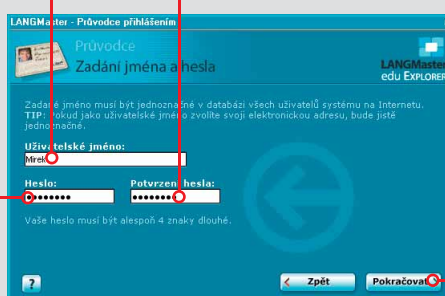 LANGMaster - Průvodce přihlášením
Průvodce
Zadání jména a hesla
LANGMaster
edu EXPLORER
Zadané jméno musí být jednoznačné v databázi všech uživatelů systému na Internetu.
TIP: Pokud jako uživatelské jméno zvolíte svoji elektronickou adresu, bude jistě
jednoznačné.
Uživatelské jméno:
Mirek
Heslo: Potvrzení hesla:
•••••••• ••••••••
Vaše heslo musí být alespoň 4 znaky dlouhé.
? Zpět Pokračovat